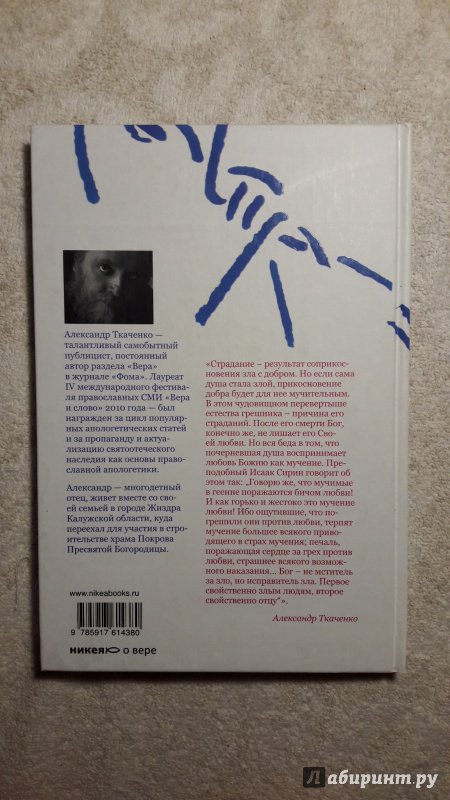 Александр Ткаченко —
талантливый самобытный
публицист, постоянный
автор раздела «Вера»
в журнале «Фома». Лауреат
IV международного фестива-
ля православных СМИ «Вера
и слово» 2010 года — был
награжден за цикл популяр-
ных апологетических статей
и за пропаганду и акту-
ализацию святоотеческого
наследия как основы право-
славной апологетики.
Александр — многодетный
отец, живет вместе со сво-
ей семьей в городе Жиздра
Калужской области, куда
переехал для участия в стро-
ительстве храма Покрова
Пресвятой Богородицы.
www.nikeabooks.ru
9 785917 614380
никея о вере
«Страдание – результат соприкос-
новения зла с добром. Но если сама
душа стала злой, прикосновение
добра будет для нее мучительным.
В этом чудовищном перевертыше
естества грешника – причина его
страданий. После его смерти Бог,
конечно же, не лишает его Сво-
ей любви. Но вся беда в том, что
почерневшая душа воспринимает
любовь Божию как мучение. Пре-
подобный Исаак Сирин говорит об
этом так: „Говорю же, что мучимые
в геенне поражаются бичом любви!
И как горько и жестоко это мучение
любви! Ибо ощутившие, что по-
грешили они против любви, терпят
мучение большее всякого приво-
дящего в страх мучения; печаль,
поражающая сердце за грех против
любви, страшнее всякого возмож-
ного наказания... Бог – не мститель
за зло, но исправитель зла. Первое
свойственно злым людям, второе
свойственно отцу“».
Александр Ткаченко
Лабиринт.ру